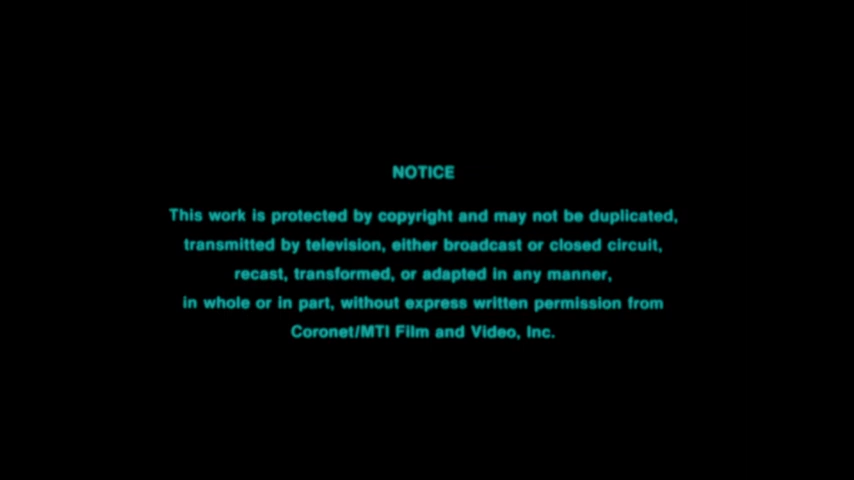 NOTICE
This work is protected by copyright and may not be duplicated,
transmitted by television, either broadcast or closed circuit,
recast, transformed, or adapted in any manner,
in whole or in part, without express written permission from
Coronet/MTI Film and Video, Inc.